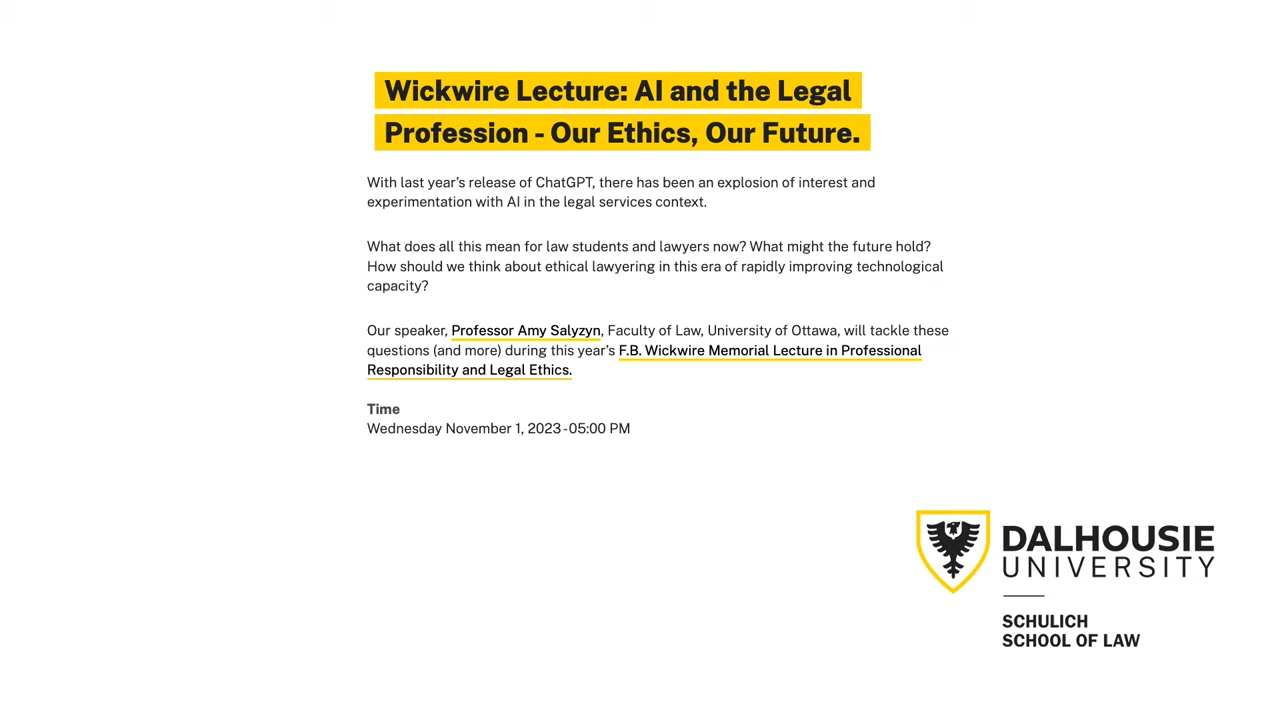 Wickwire Lecture: AI and the Legal
Profession - Our Ethics, Our Future.
With last year's release of ChatGPT, there has been an explosion of interest and
experimentation with AI in the legal services context.
What does all this mean for law students and lawyers now? What might the future hold?
How should we think about ethical lawyering in this era of rapidly improving technological
capacity?
Our speaker, Professor Amy Salyzyn, Faculty of Law, University of Ottawa, will tackle these
questions (and more) during this year's F.B. Wickwire Memorial Lecture in Professional
Responsibility and Legal Ethics.
Time
Wednesday November 1, 2023-05:00 PM
DALHOUSIE
UNIVERSITY
SCHULICH
SCHOOL OF LAW